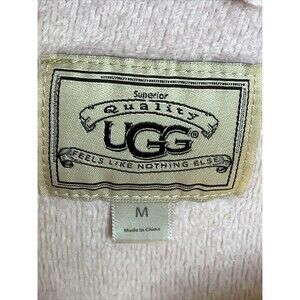 Superior
Quality
UGG
FEELS LIKE NOTHING ELSE
M
Made in China